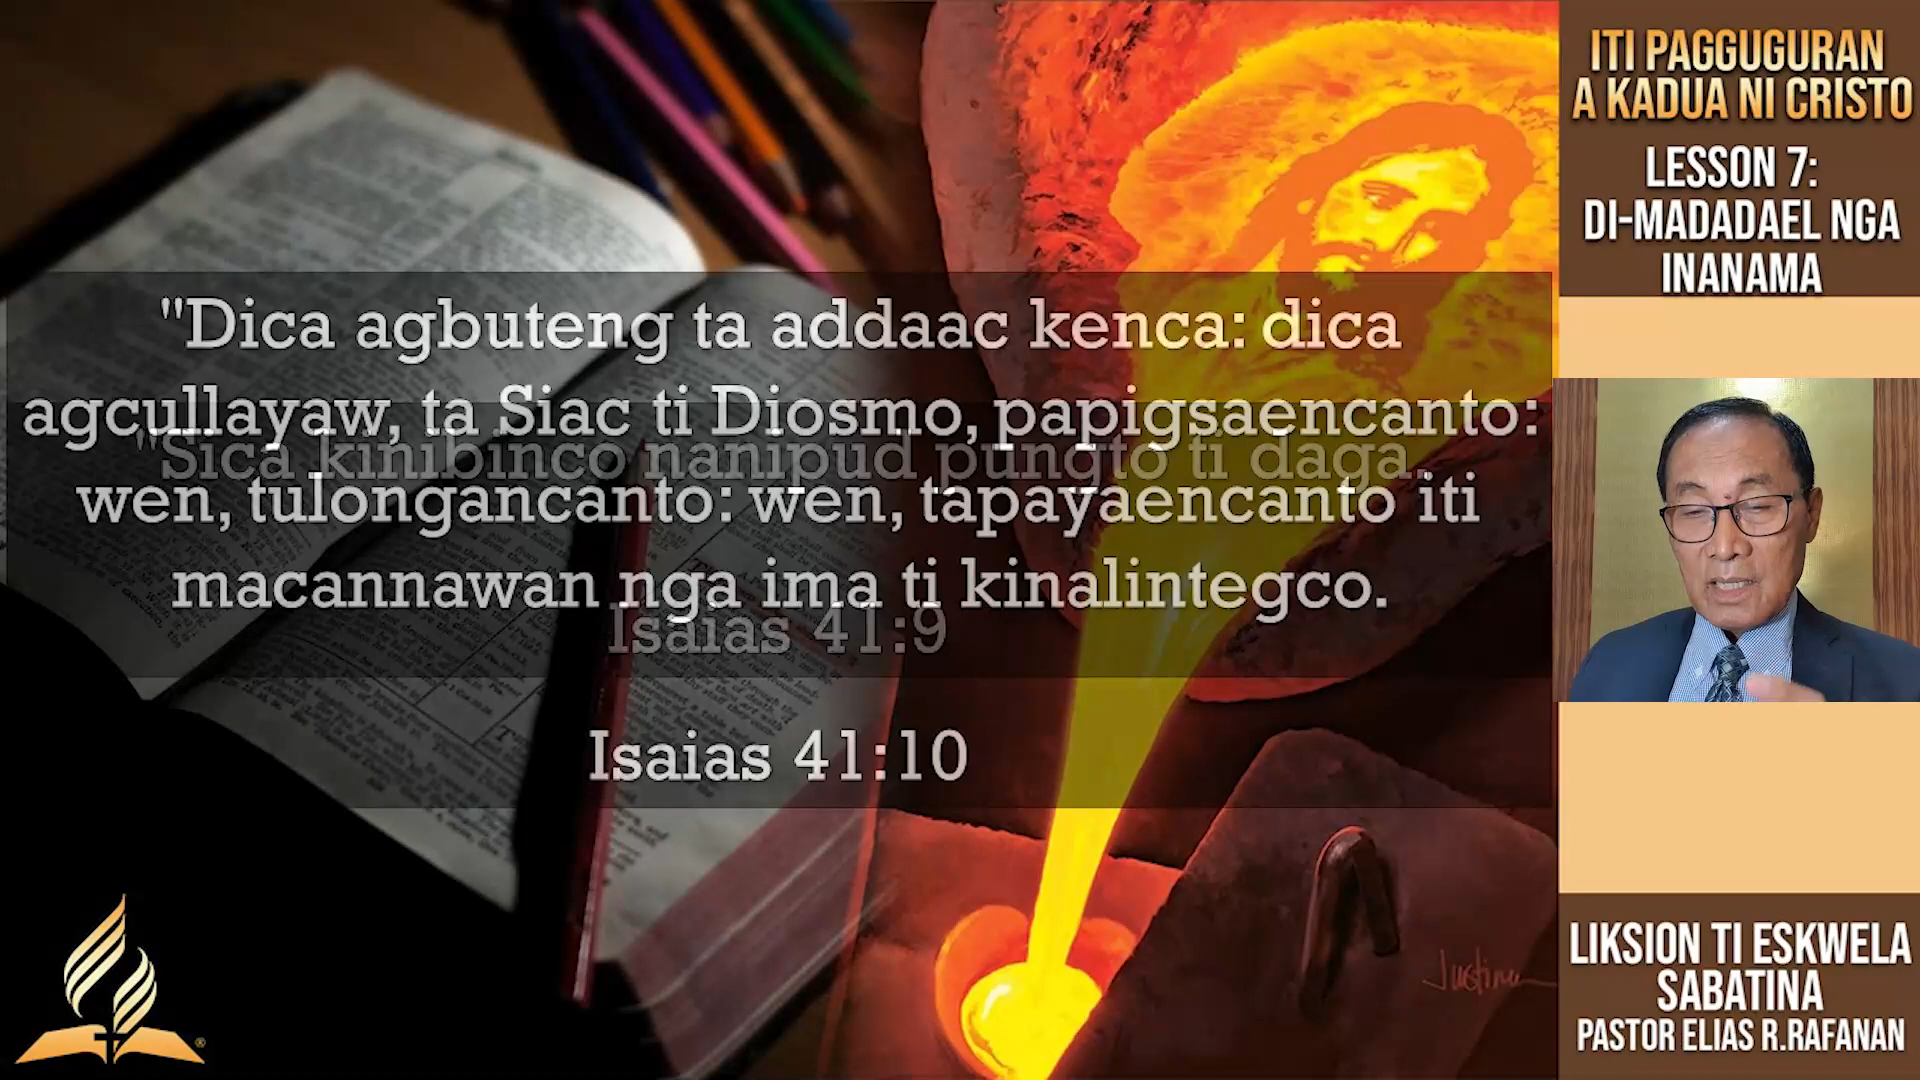 "Dica agbuteng ta addaac kenca: dica
agcullayaw, ta Siac ti Diosmo, papigsaencanto:
"Sica kinibinco nanipud pungto ti daga,
wen, tulongancanto: wen, tapayaencanto iti
macannawan nga ima ti kinalintegco.
Isaias 41:9
Isaias 41:10
ITI PAGGUGURAN
A KADUA NI CRISTO
LESSON 7:
DI-MADADAEL NGA
INANAMA
LIKSION TI ESKWELA
SABATINA
PASTOR ELIAS R.RAFANAN
Justinen